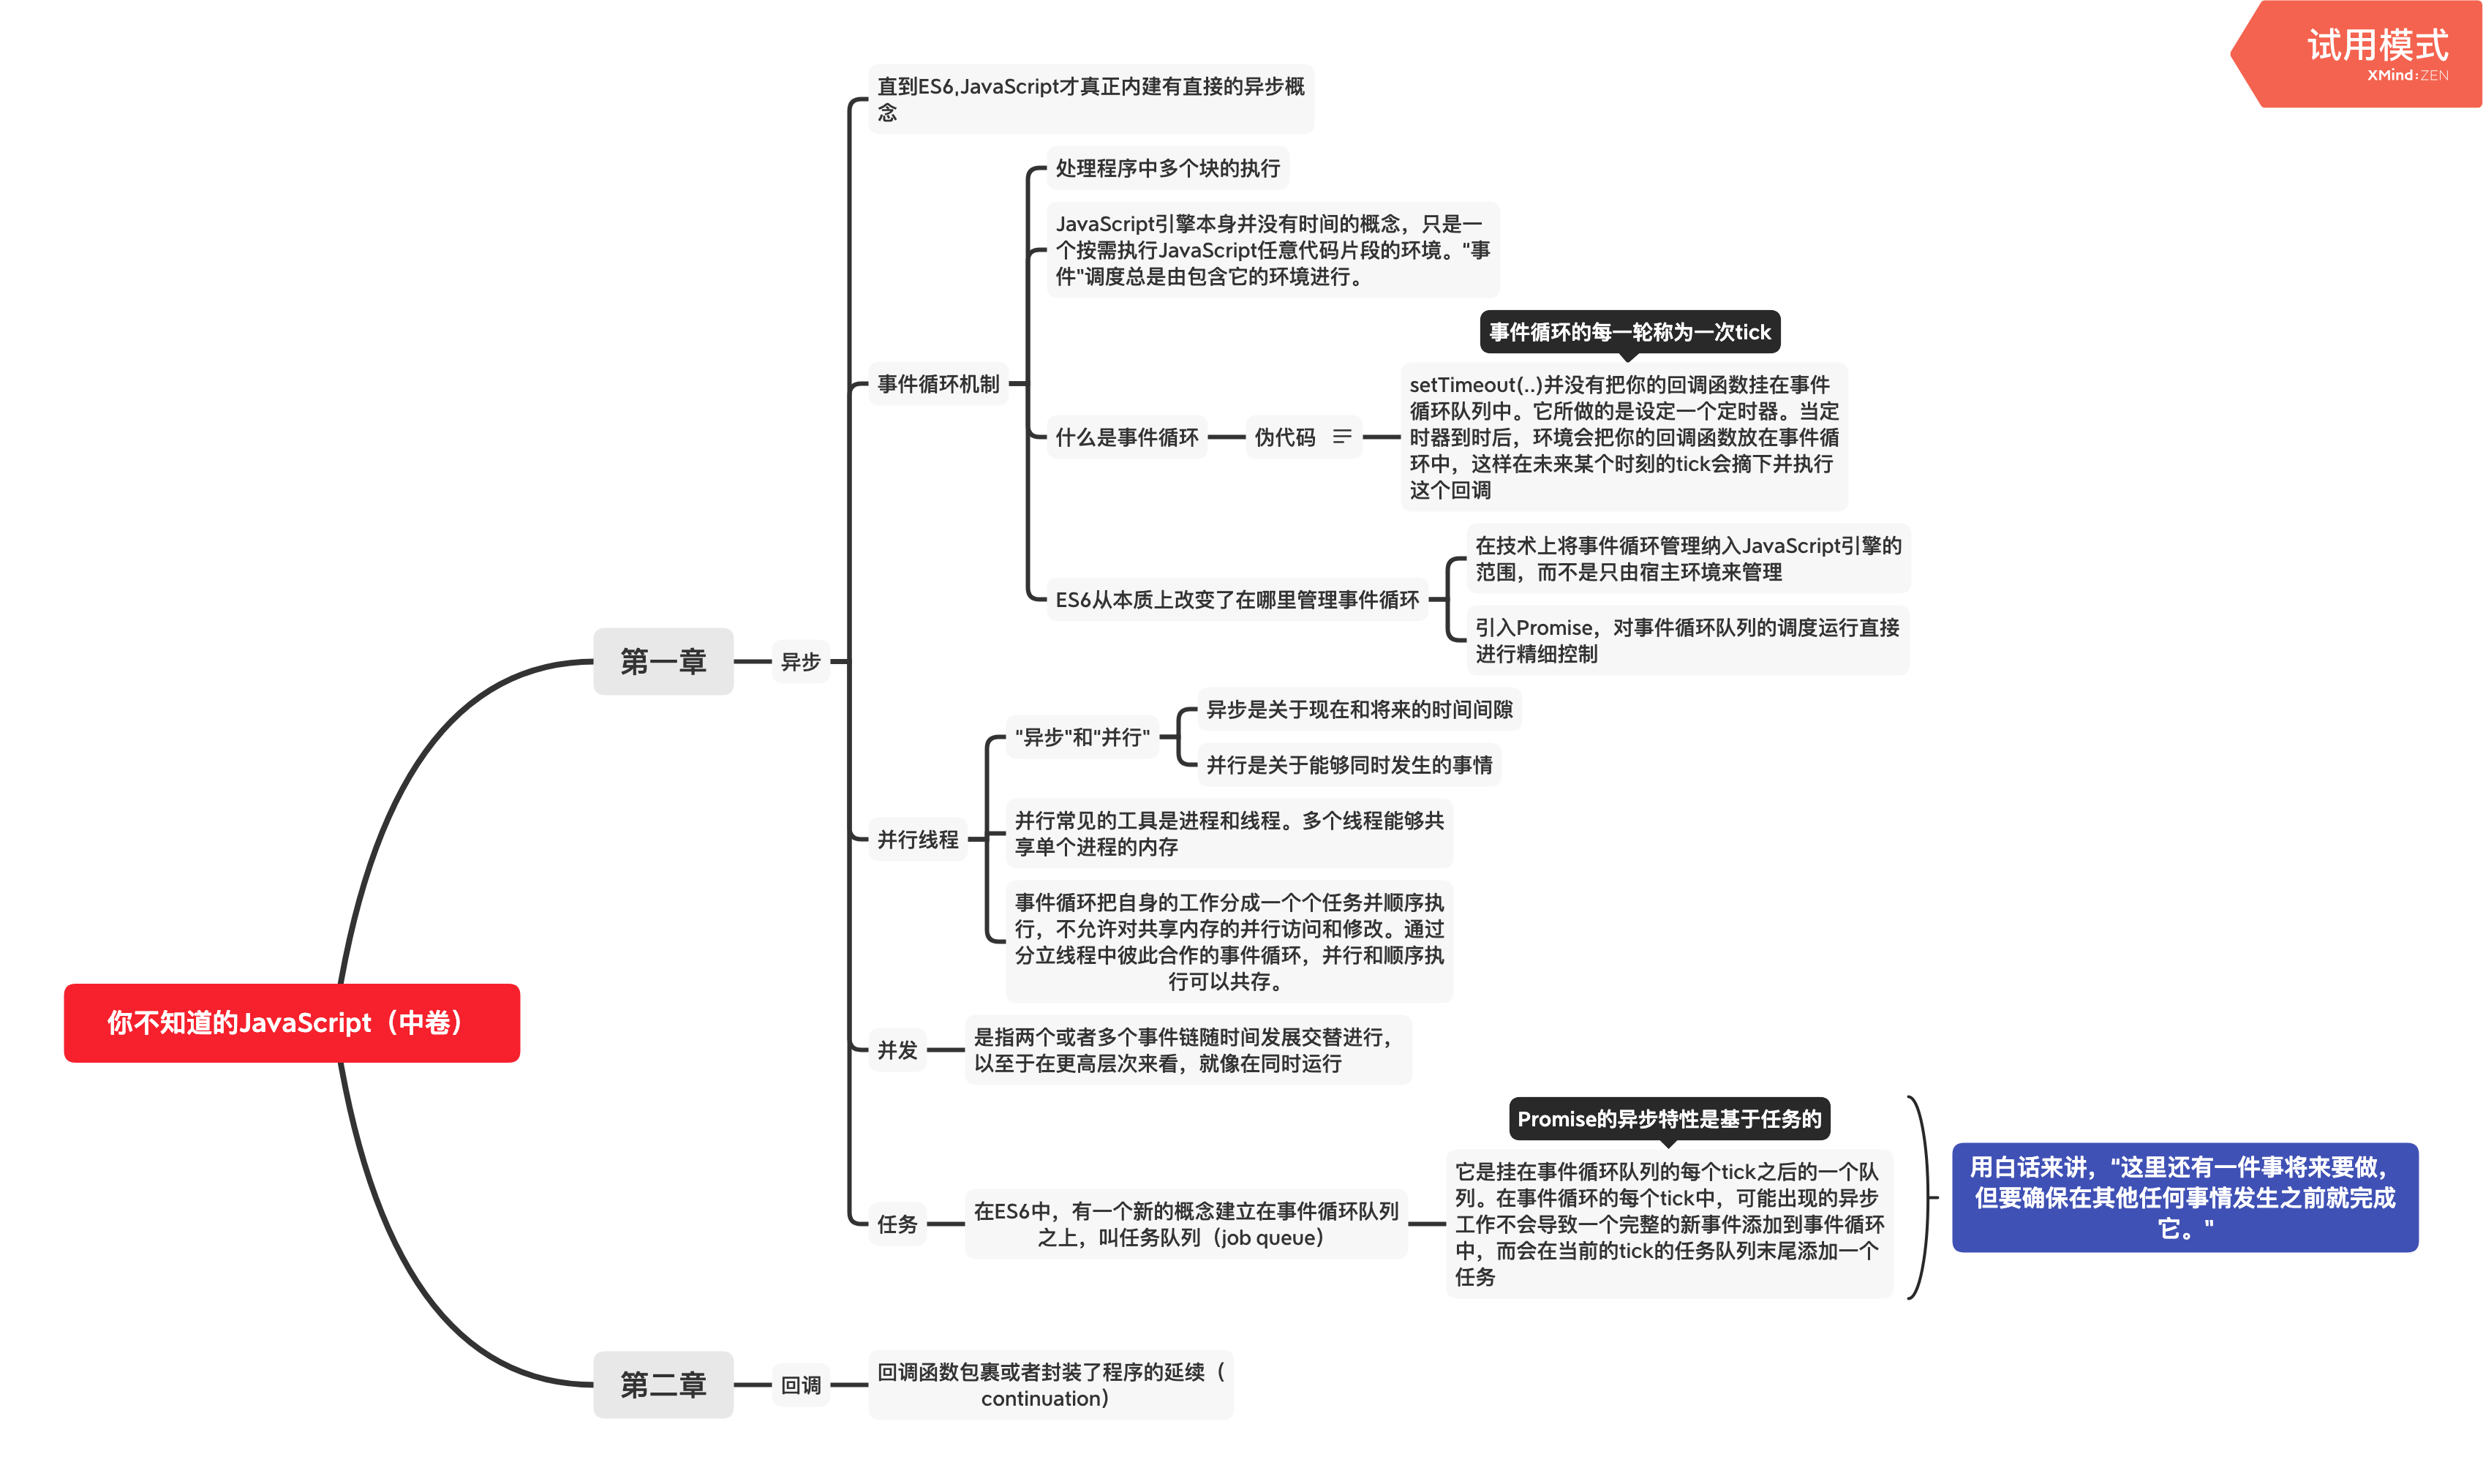 试用模式
XMind:ZEN
直到ES6,JavaScript才真正内建有直接的异步概
念
处理程序中多个块的执行
JavaScript引擎本身并没有时间的概念，只是一
个按需执行JavaScript任意代码片段的环境。"事
件"调度总是由包含它的环境进行。
事件循环机制
事件循环的每一轮称为一次tick
什么是事件循环
伪代码
setTimeout(..)并没有把你的回调函数挂在事件
循环队列中。它所做的是设定一个定时器。当定
时器到时后，环境会把你的回调函数放在事件循
环中，这样在未来某个时刻的tick会摘下并执行
这个回调
ES6从本质上改变了在哪里管理事件循环
在技术上将事件循环管理纳入JavaScript引擎的
范围，而不是只由宿主环境来管理
引入Promise，对事件循环队列的调度运行直接
进行精细控制
第一章
异步
"异步"和"并行"
异步是关于现在和将来的时间间隙
并行是关于能够同时发生的事情
并行线程
并行常见的工具是进程和线程。多个线程能够共
享单个进程的内存
事件循环把自身的工作分成一个个任务并顺序执
行，不允许对共享内存的并行访问和修改。通过
分立线程中彼此合作的事件循环，并行和顺序执
行可以共存。
你不知道的JavaScript（中卷）
并发
是指两个或者多个事件链随时间发展交替进行，
以至于在更高层次来看，就像在同时运行
任务
在ES6中，有一个新的概念建立在事件循环队列
之上，叫任务队列（job queue）
Promise的异步特性是基于任务的
它是挂在事件循环队列的每个tick之后的一个队
列。在事件循环的每个tick中，可能出现的异步
工作不会导致一个完整的新事件添加到事件循环
中，而会在当前的tick的任务队列末尾添加一个
任务
用白话来讲，"这里还有一件事将来要做，
但要确保在其他任何事情发生之前就完成
它。"
第二章
回调
回调函数包裹或者封装了程序的延续（
continuation）